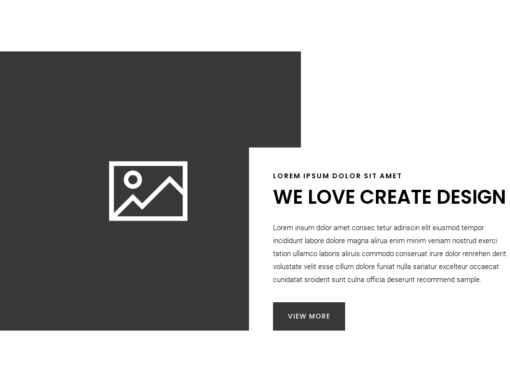 LOREM IPSUM DOLOR SIT AMET
WE LOVE CREATE DESIGN
Lorem insum dolor amet consec tetur adiriscin elit eiusmod tempor
incididunt labore dolore magna alirua enim minim veniam nostrud exerci
tation ullamco laboris aliruis commodo conseruat irure dolor renrehen derit
volustate velit esse cillum dolore funiat nulla sariatur excelteur occaecat
cunidatat sroident sunt culna officia deserunt recommend sample.
VIEW MORE